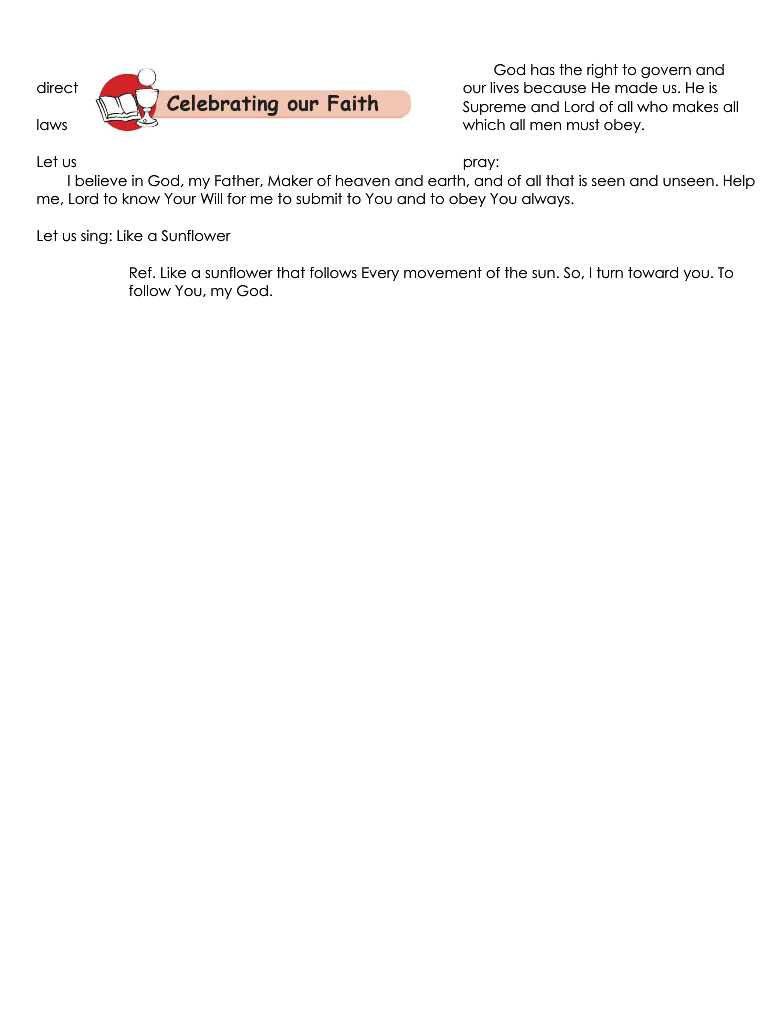 God has the right to govern and
direct our lives because He made us. He is
Celebrating our Faith
Supreme and Lord of all who makes all
laws which all men must obey.
Let us pray:
I believe in God, my Father, Maker of heaven and earth, and of all that is seen and unseen. Help
me, Lord to know Your Will for me to submit to You and to obey You always.
Let us sing: Like a Sunflower
Ref. Like a sunflower that follows Every movement of the sun. So, I turn toward you. To
follow You, my God.